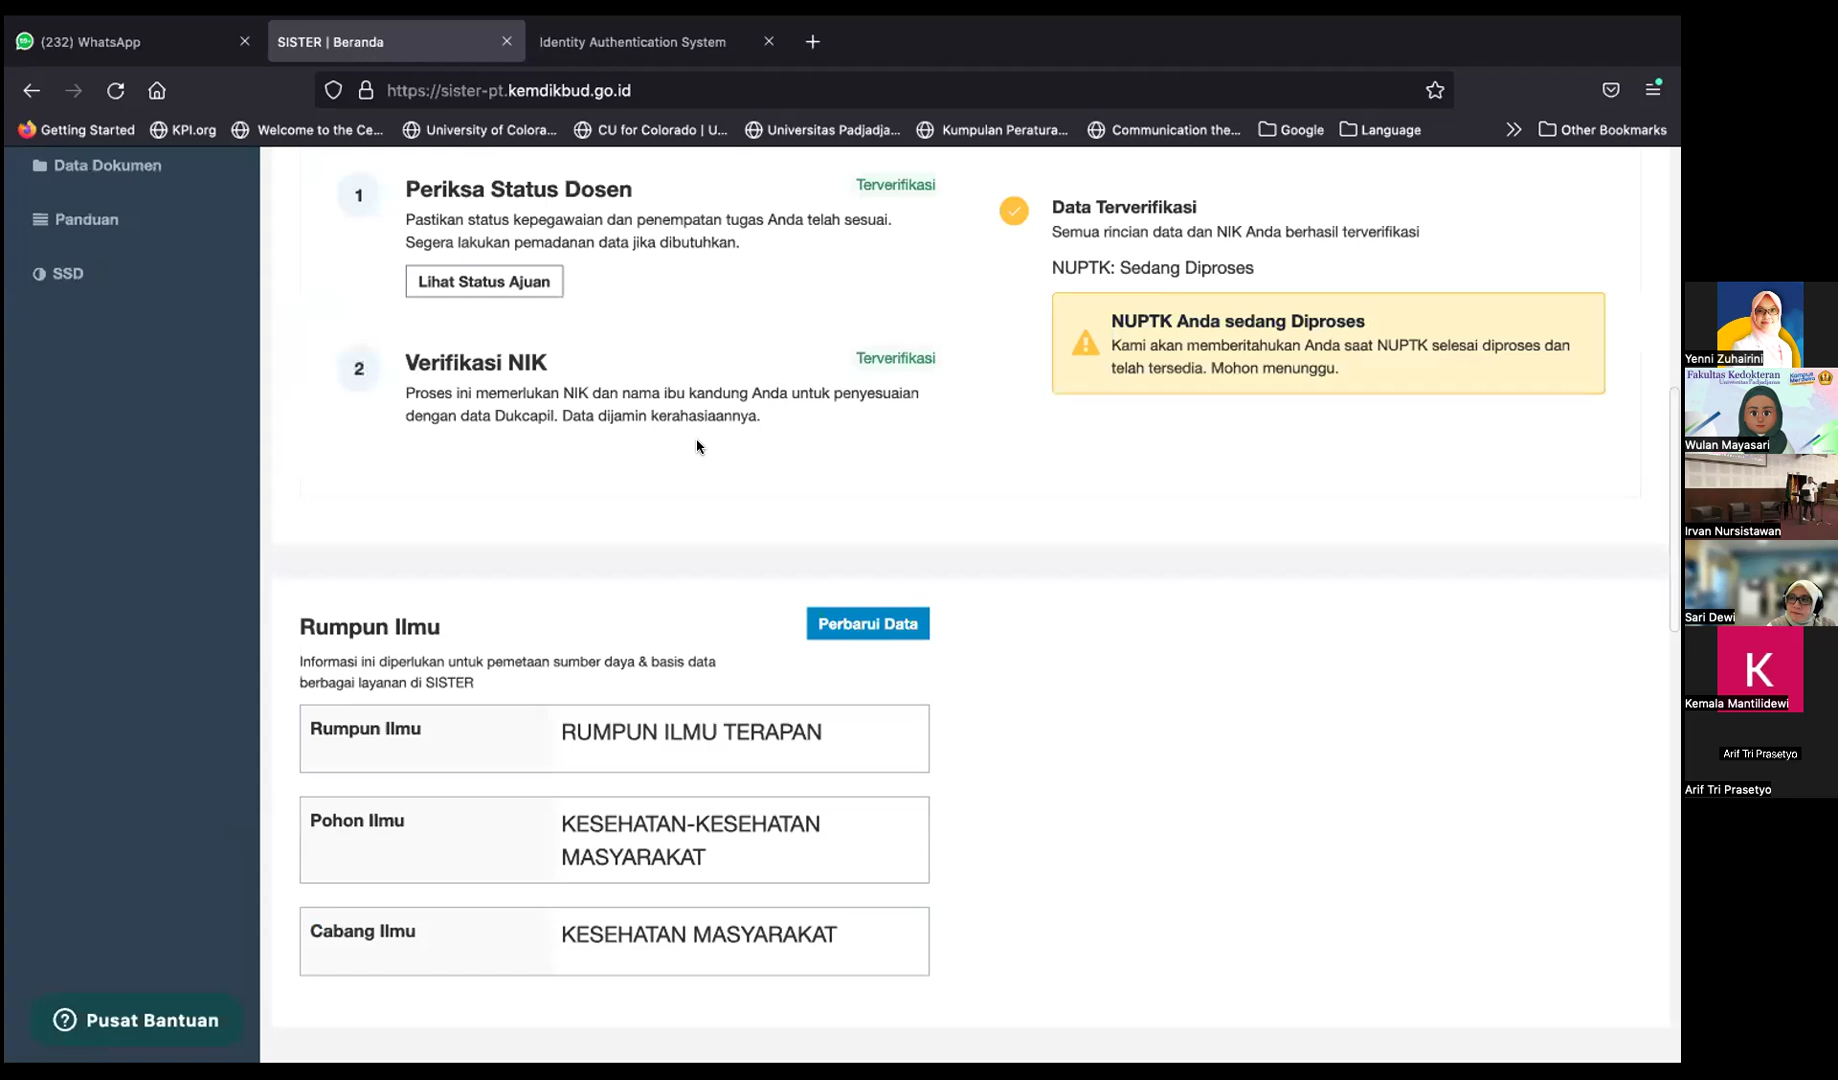 (232) WhatsApp
SISTER | Beranda
Identity Authentication System
https://sister-pt.kemdikbud.go.id
Getting Started
KPI.org
Welcome to the Ce...
University of Colora...
CU for Colorado | U...
Universitas Padjadja...
Kumpulan Peratura...
Communication the...
Google
Language
Other Bookmarks
Data Dokumen
Panduan
SSD
1
Periksa Status Dosen
Terverifikasi
Pastikan status kepegawaian dan penempatan tugas Anda telah sesuai.
Segera lakukan pemadanan data jika dibutuhkan.
Lihat Status Ajuan
2
Verifikasi NIK
Terverifikasi
Proses ini memerlukan NIK dan nama ibu kandung Anda untuk penyesuaian
dengan data Dukcapil. Data dijamin kerahasiaannya.
Data Terverifikasi
Semua rincian data dan NIK Anda berhasil terverifikasi
NUPTK: Sedang Diproses
NUPTK Anda sedang Diproses
Kami akan memberitahukan Anda saat NUPTK selesai diproses dan
telah tersedia. Mohon menunggu.
Rumpun Ilmu
Perbarui Data
Informasi ini diperlukan untuk pemetaan sumber daya & basis data
berbagai layanan di SISTER
Rumpun Ilmu
RUMPUN ILMU TERAPAN
Pohon Ilmu
KESEHATAN-KESEHATAN
MASYARAKAT
Cabang Ilmu
KESEHATAN MASYARAKAT
Pusat Bantuan
Yenni Zuhairini
Fakultas Kedokteran
Universitas Padjadjaran
Kampus
Merdeka
Wulan Mayasari
Irvan Nursistawan
Sari Dewi
K
Kemala Mantilidewi
Arif Tri Prasetyo
Arif Tri Prasetyo